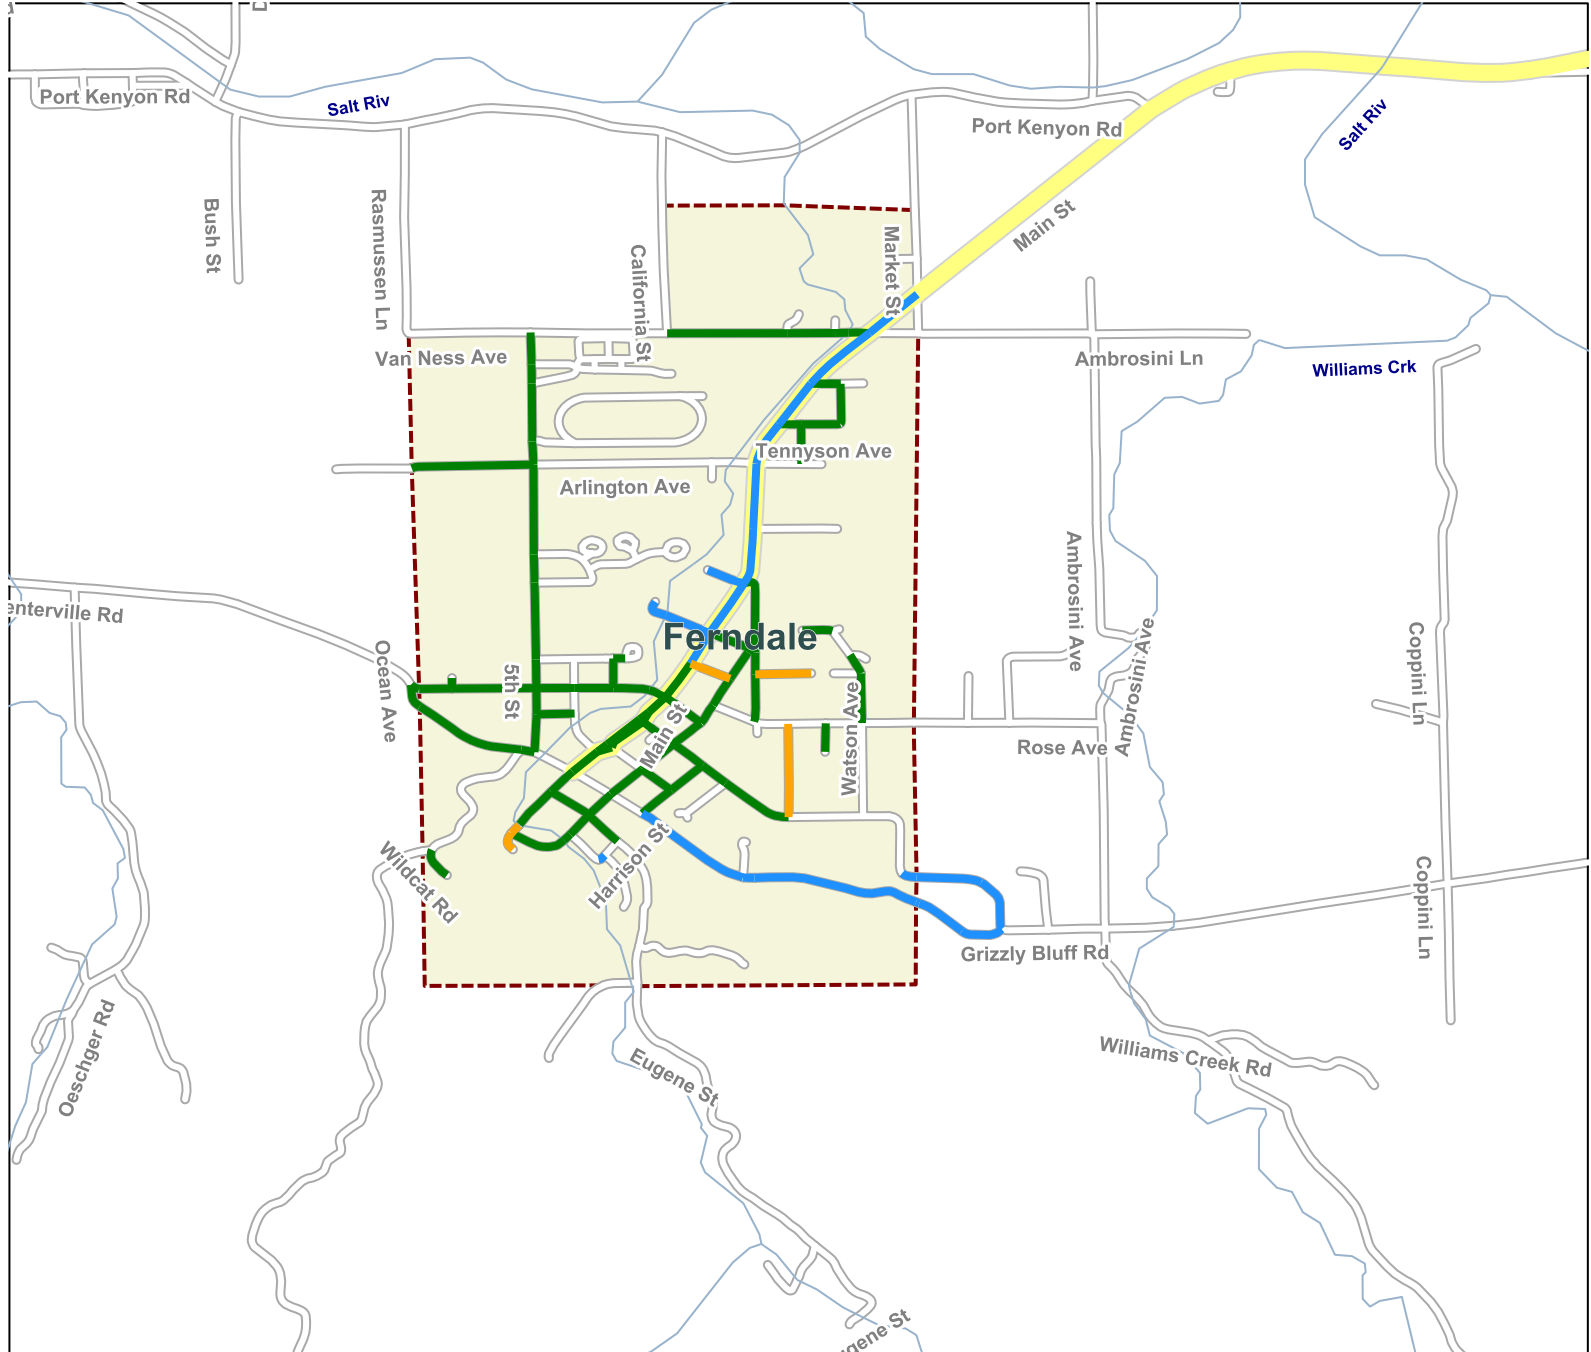 Port Kenyon Rd
Salt Riv
Port Kenyon Rd
Salt Riv
Bush St
Rasmussen Ln
California St
Market St
Main St
Van Ness Ave
Ambrosini Ln
Williams Crk
Tennyson Ave
Arlington Ave
enterville Rd
Ocean Ave
5th St
Ferndale
Ambrosini Ave
Ambrosini Ave
Coppini Ln
Main St
Watson Ave
Rose Ave
Wildcat Rd
Harrison St
Grizzly Bluff Rd
Coppini Ln
Oeschger Rd
Eugene St
Williams Creek Rd
gene St